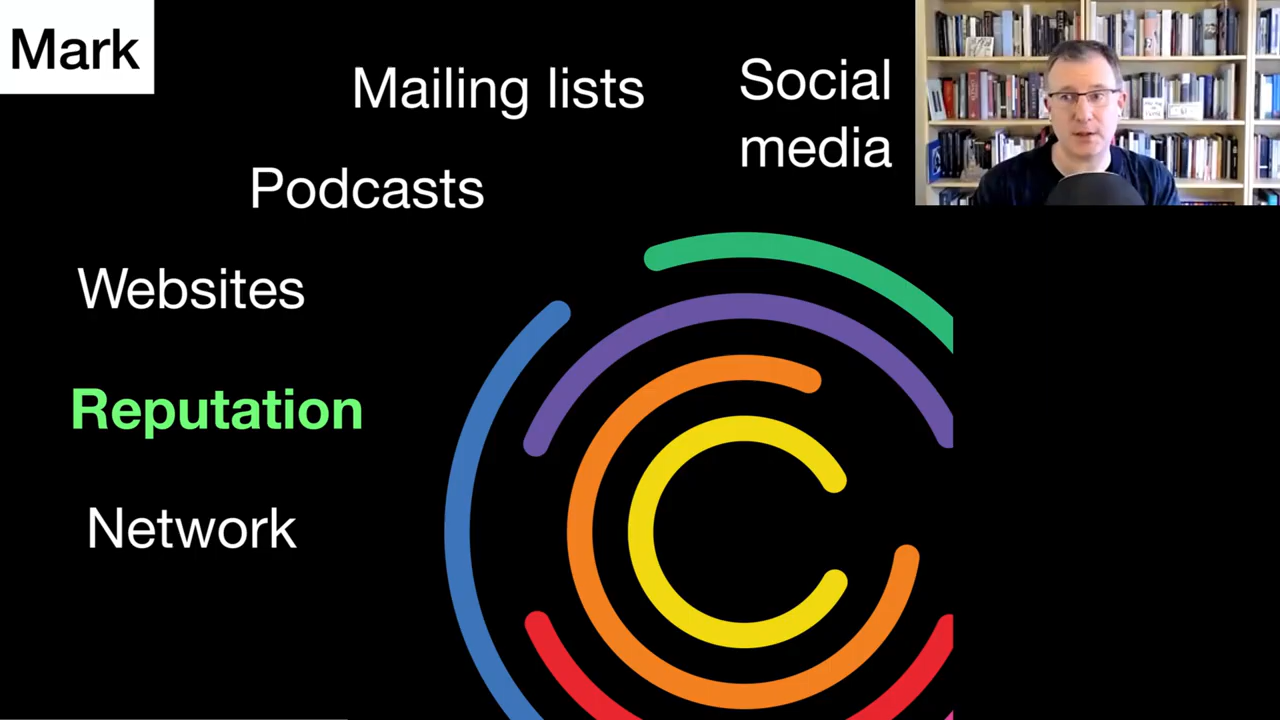 Mark
Mailing lists
Social
media
Podcasts
Websites
Reputation
Network